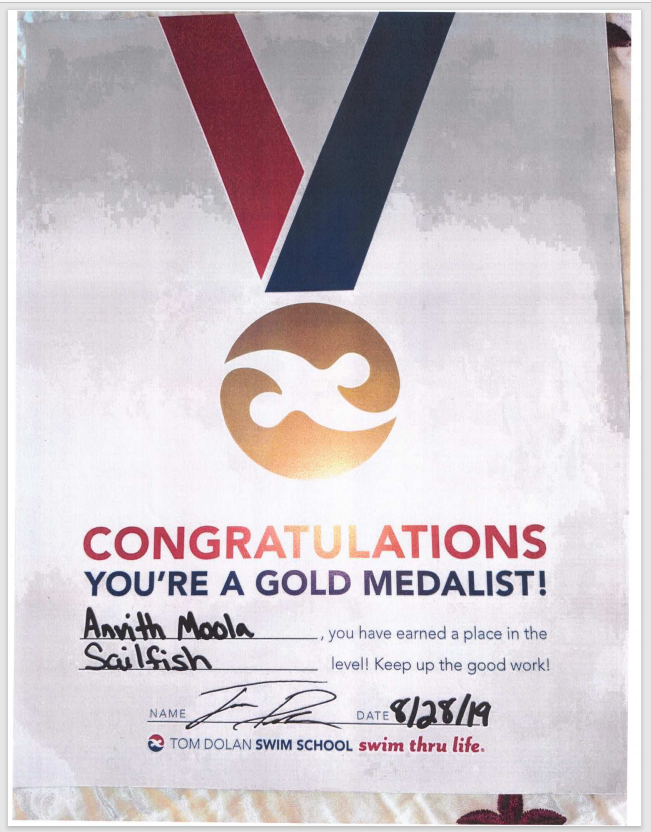 CONGRATULATIONS
YOU'RE A GOLD MEDALIST!
Anvith Moola, you have earned a place in the
Sailfish level! Keep up the good work!
NAME DATE 8/28/19
TOM DOLAN SWIM SCHOOL swim thru life.